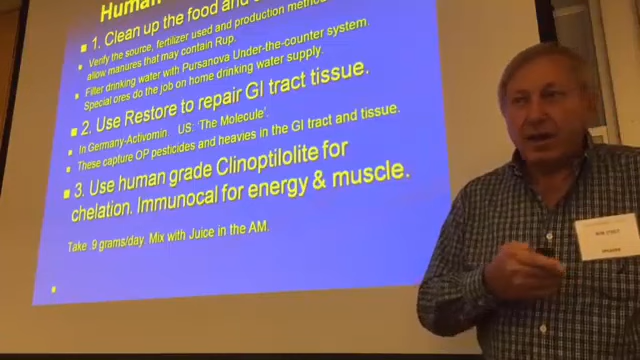 Human
1. Clean up the food and
Verify the source, fertilizer used and production
allow manures that may contain Rup.
Filter drinking water with Pursanova Under-the-counter system.
Special ores do the job on home drinking water supply.
2. Use Restore to repair GI tract tissue.
In Germany-Activomin. US: 'The Molecule'.
These capture OP pesticides and heavies in the GI tract and tissue.
3. Use human grade Clinoptilolite for
chelation. Immunocal for energy & muscle.
Take .9 grams/day. Mix with Juice in the AM.